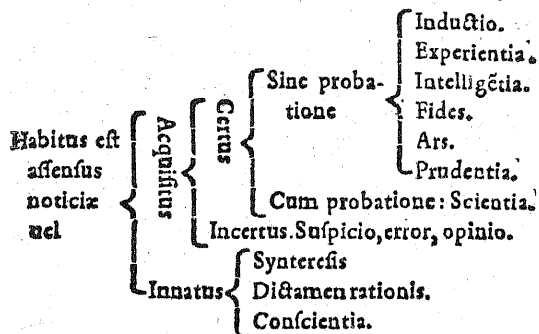 Inductio.
Experientia.
Sine proba-
tione
Intelligẽtia.
Fides.
Ars.
Prudentia.
Certus
Acquisitus
Habitus est
assensus
noticiæ
uel
Cum probatione: Scientia.
Incertus. Suspicio, error, opinio.
Innatus
Synteresis
Dictamen rationis.
Conscientia.